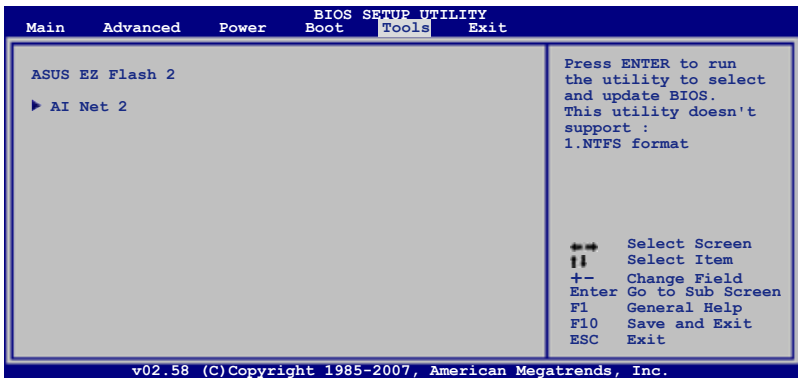 BIOS SETUP UTILITY
Main Advanced Power Boot Tools Exit
ASUS EZ Flash 2
AI Net 2
Press ENTER to run
the utility to select
and update BIOS.
This utility doesn't
support :
1.NTFS format
Select Screen
Select Item
+- Change Field
Enter Go to Sub Screen
F1 General Help
F10 Save and Exit
ESC Exit
v02.58 (C)Copyright 1985-2007, American Megatrends, Inc.